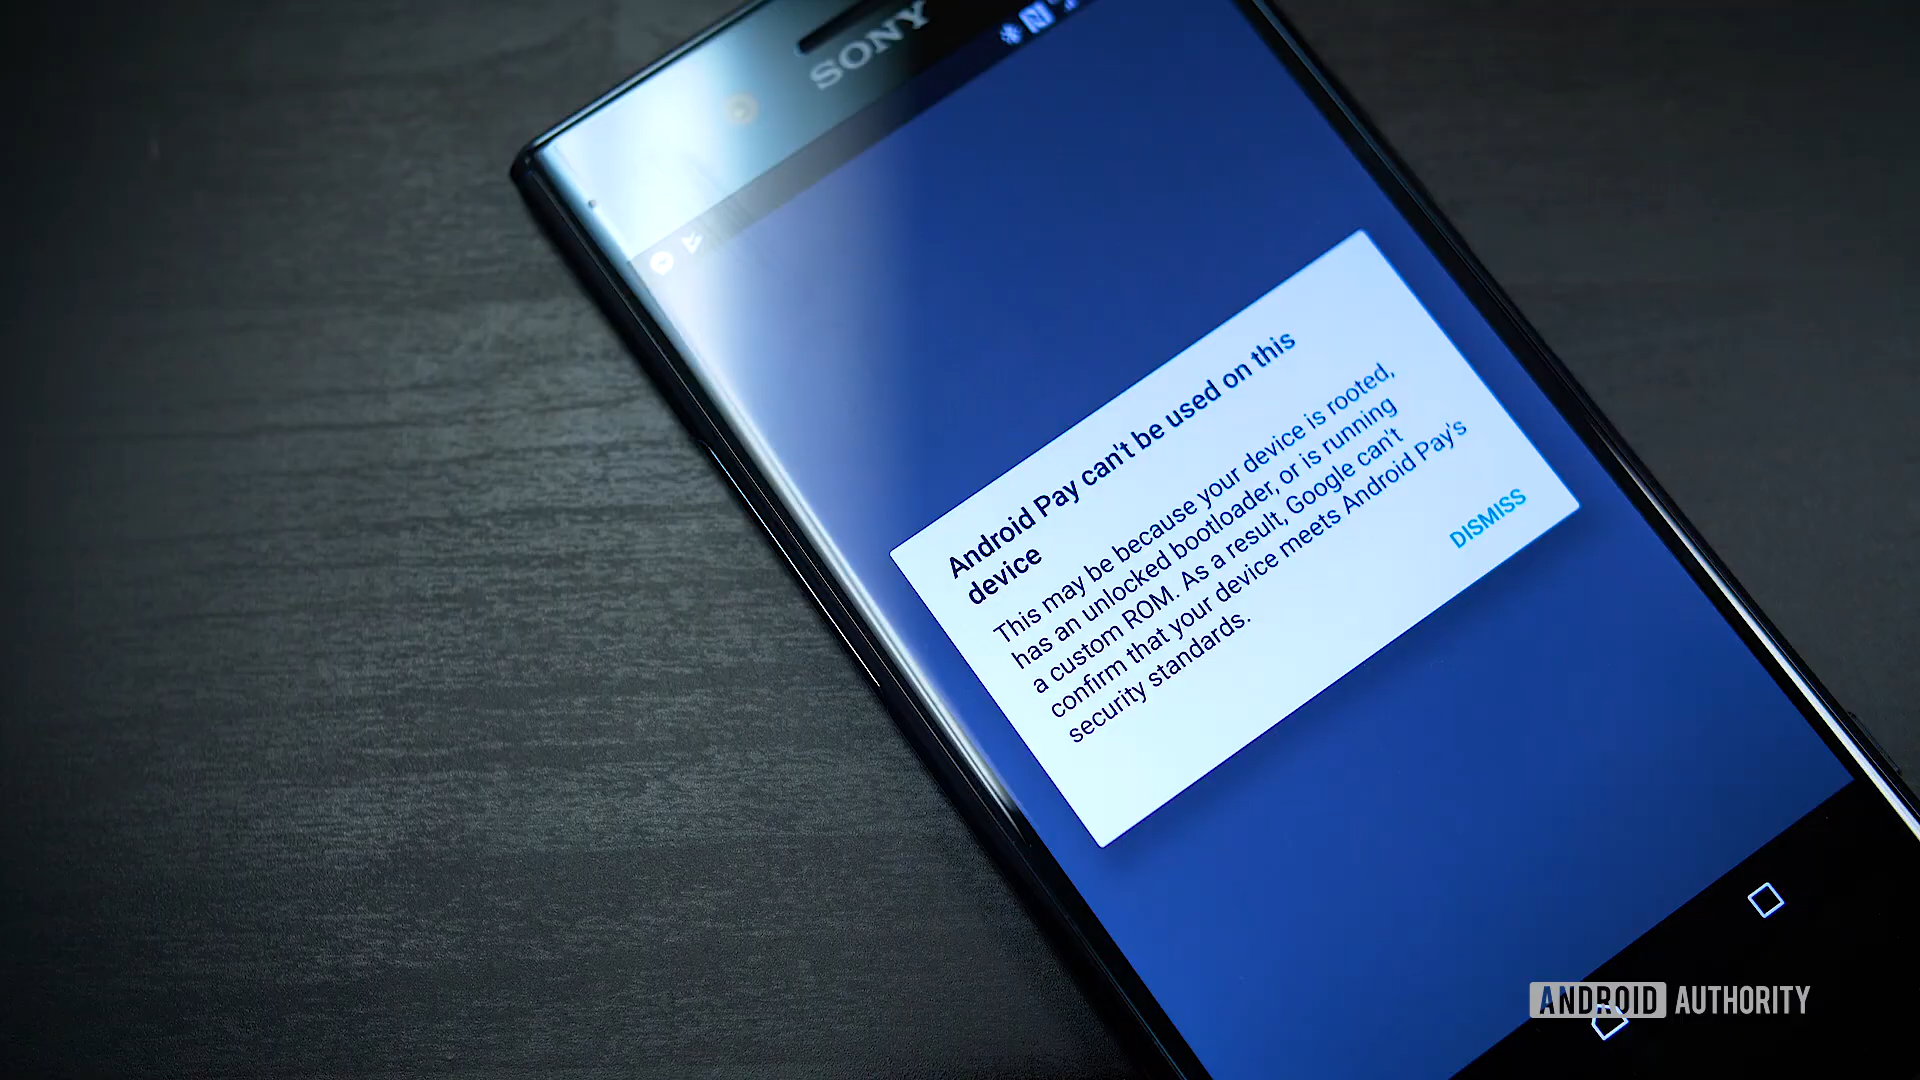 SONY
Android Pay can't be used on this
device
This may be because your device is rooted,
has an unlocked bootloader, or is running
a custom ROM. As a result, Google can't
confirm that your device meets Android Pay's
security standards.
DISMISS
ANDROID AUTHORITY